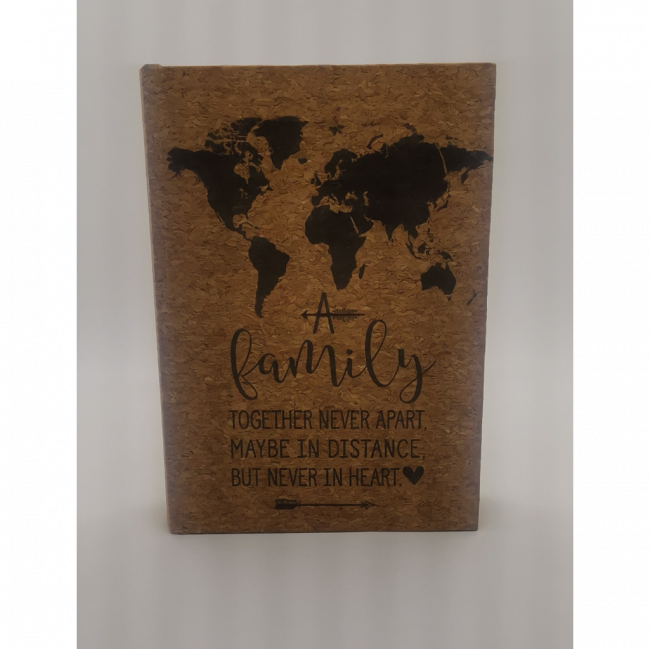 A
family
TOGETHER NEVER APART,
MAYBE IN DISTANCE,
BUT NEVER IN HEART.